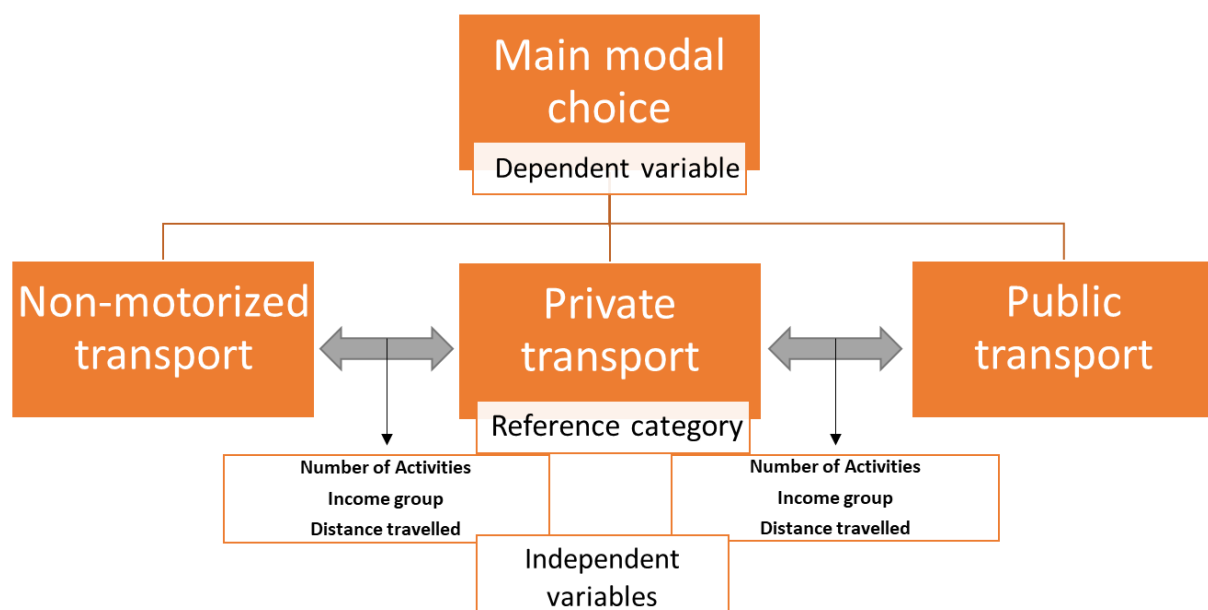 Main modal
choice
Dependent variable
Non-motorized
transport
Private
transport
Public
transport
Reference category
Number of Activities
Income group
Distance travelled
Number of Activities
Income group
Distance travelled
Independent
variables